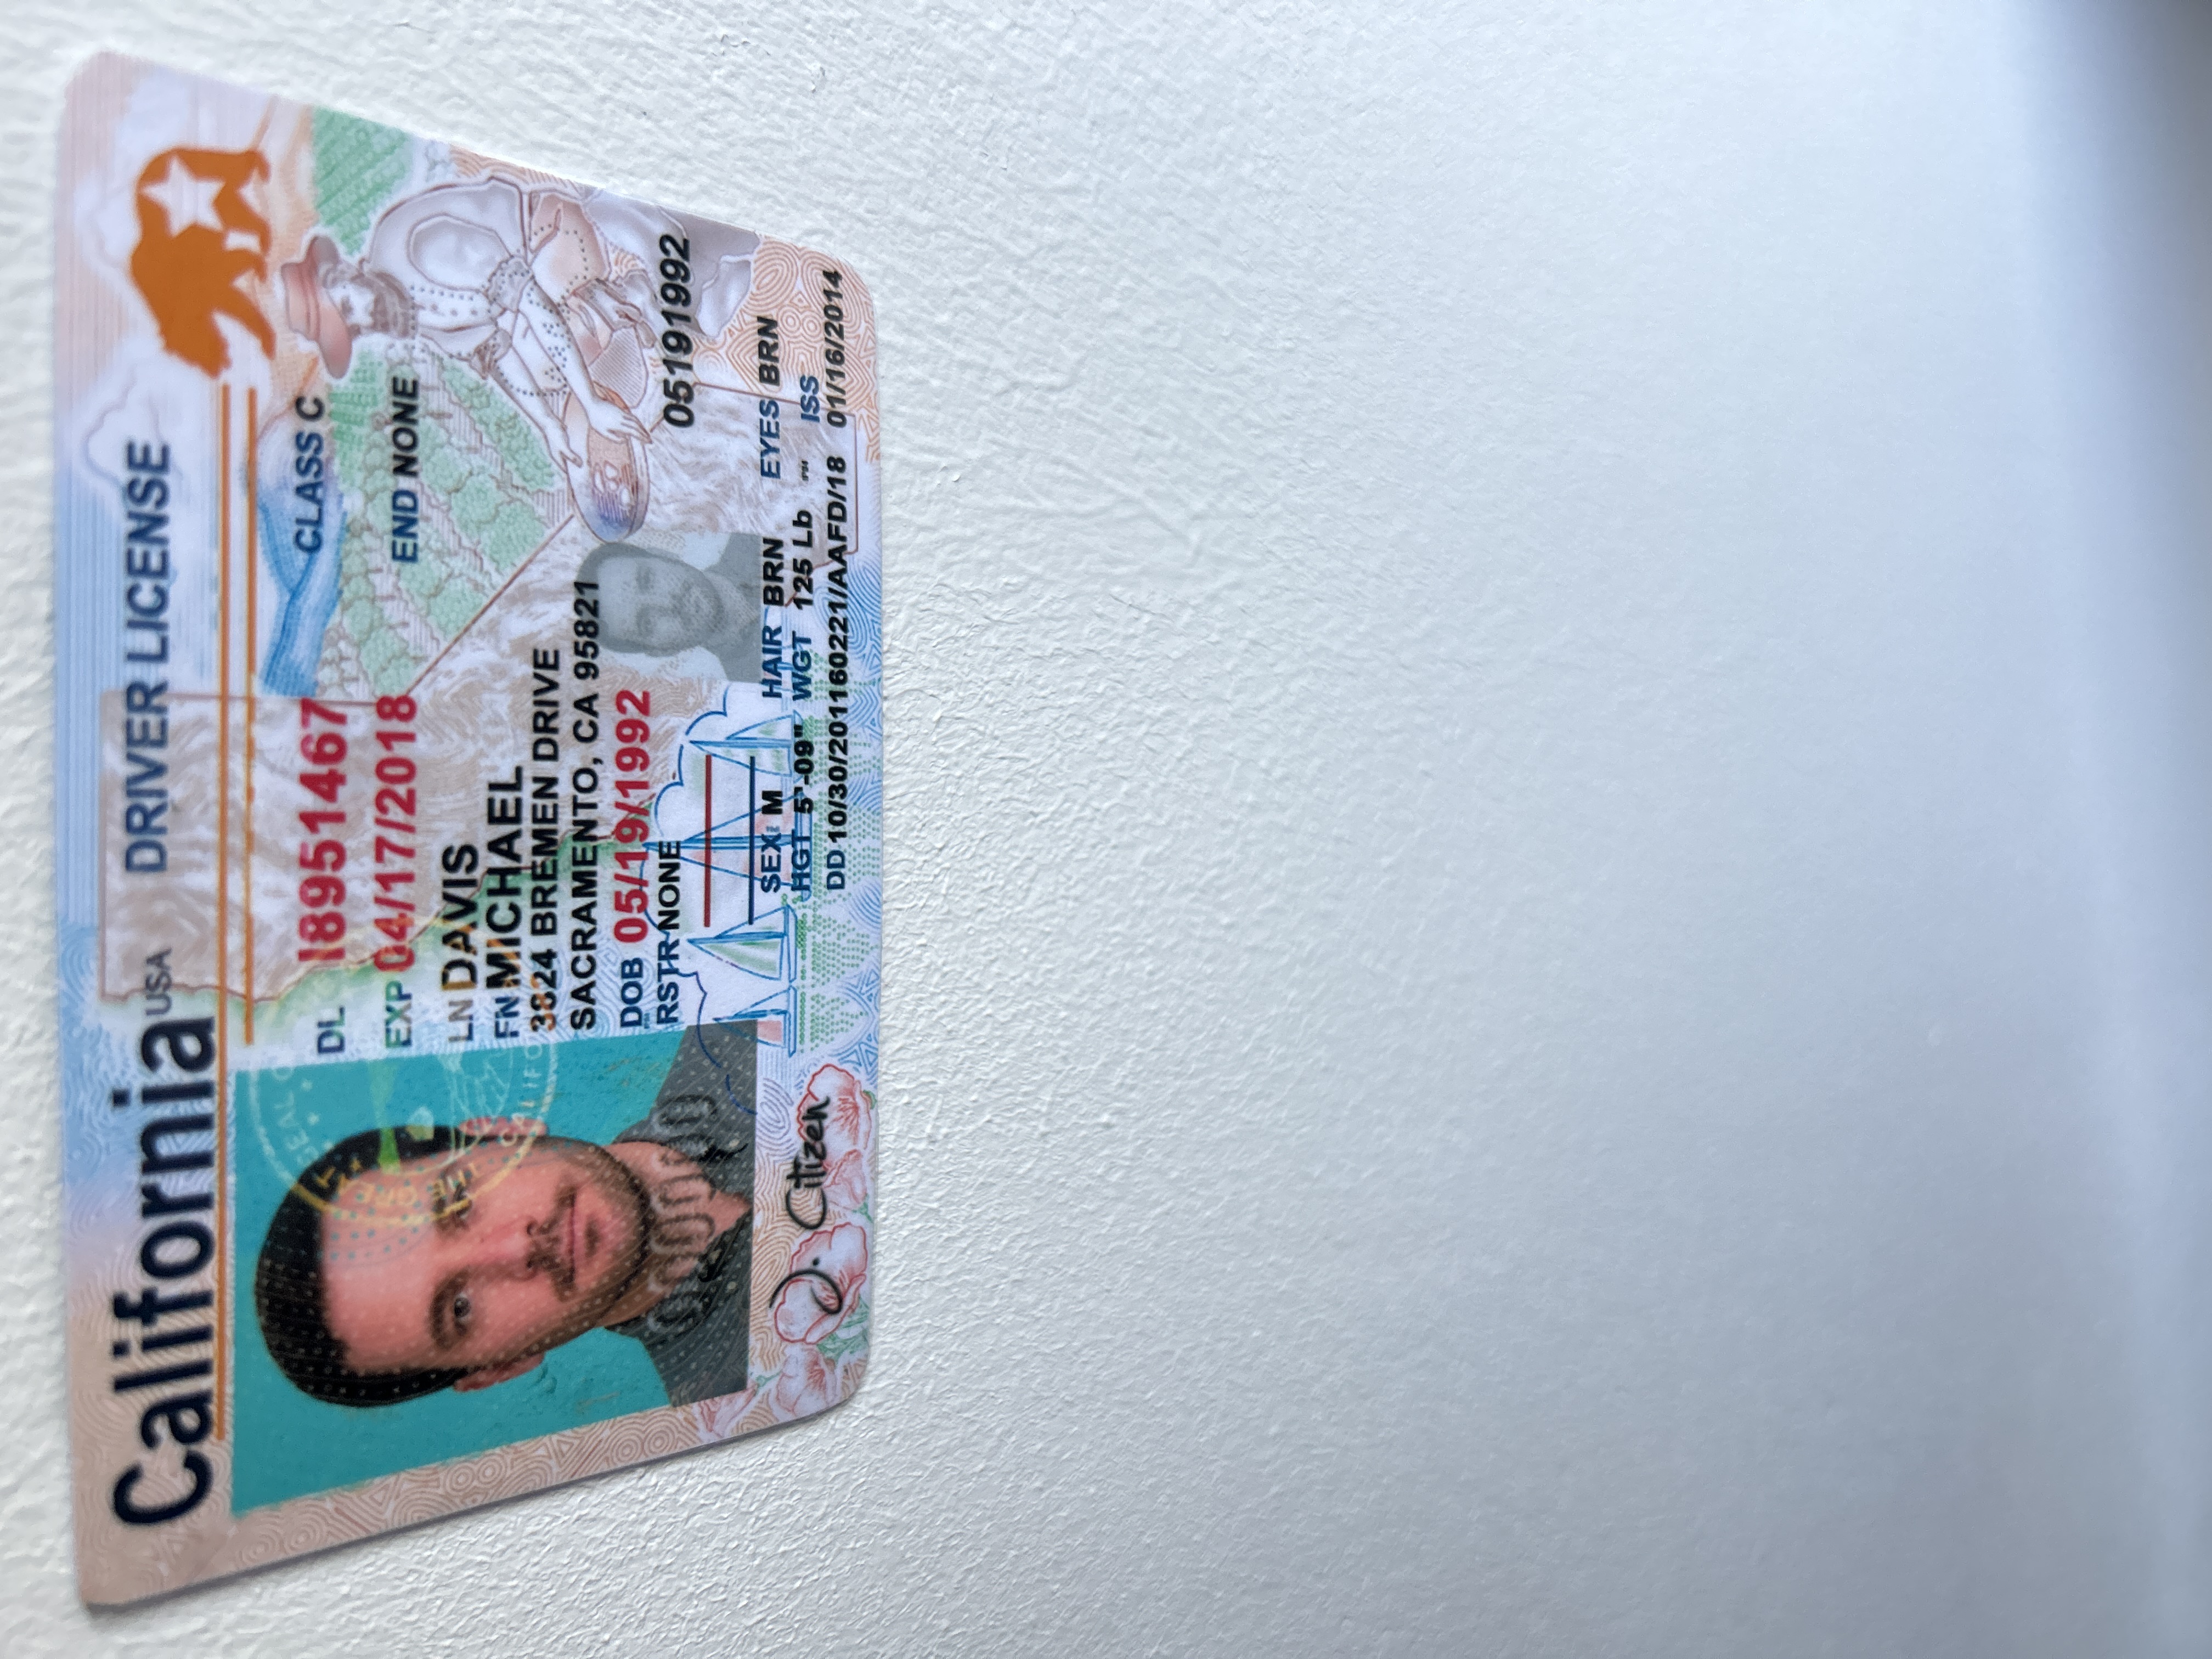 California USA DRIVER LICENSE
DL I8951467 CLASS C
EXP 04/17/2018 END NONE
LN DAVIS
FN MICHAEL
3824 BREMEN DRIVE
SACRAMENTO, CA 95821
DOB 05/19/1992
RSTR NONE 05191992
SEX M HAIR BRN EYES BRN
HGT 5'-09" WGT 125 Lb ISS
DD 10/30/201160221/AAFD/18 01/16/2014
J. Citizen